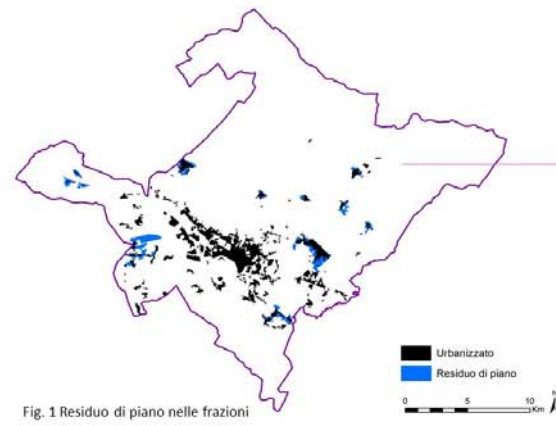 Urbanizzato
Residuo di piano
Fig. 1 Residuo di piano nelle frazioni
0 5 10
Km
N